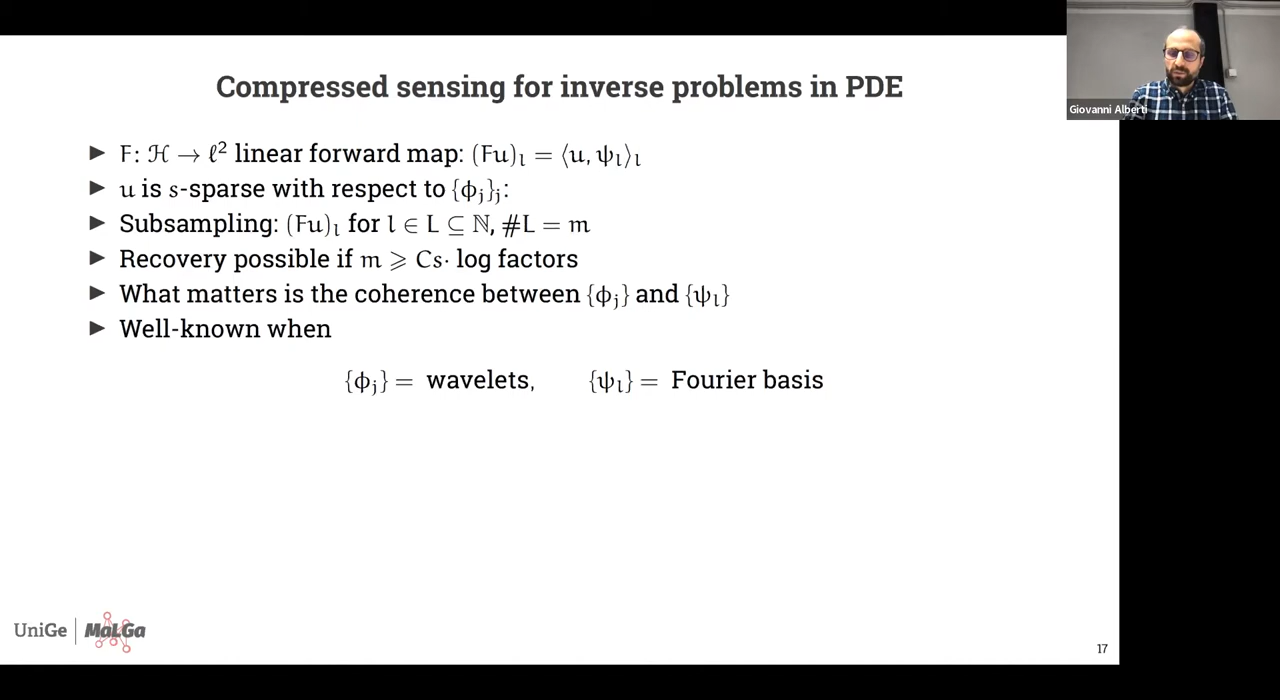 Compressed sensing for inverse problems in PDE
Giovanni Alberti
▶ F: ℋ → ℓ² linear forward map: (Fu)ₗ = ⟨u, ψₗ⟩ₗ
▶ u is s-sparse with respect to {ϕⱼ}ⱼ:
▶ Subsampling: (Fu)ₗ for l ∈ L ⊆ ℕ, #L = m
▶ Recovery possible if m ⩾ Cs· log factors
▶ What matters is the coherence between {ϕⱼ} and {ψₗ}
▶ Well-known when
{ϕⱼ} = wavelets, {ψₗ} = Fourier basis
UniGe | MaLGa
17